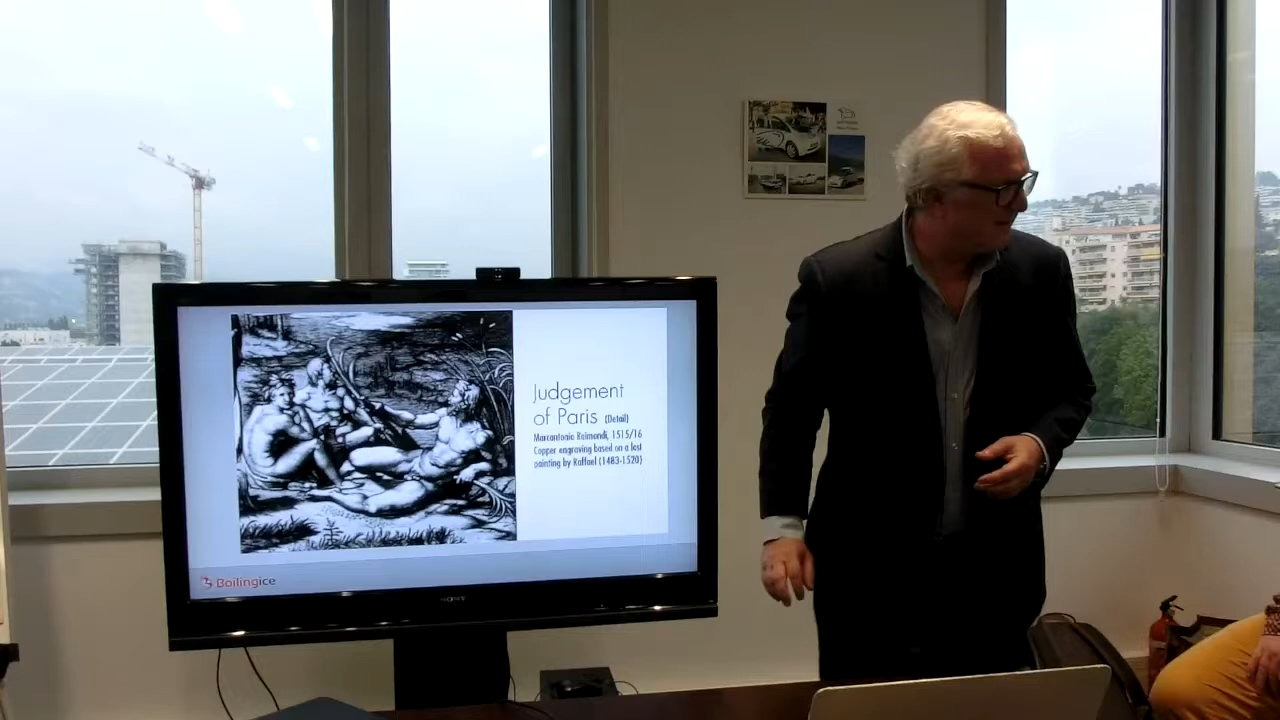 Judgement
of Paris (Detail)
Marcantonio Raimondi, 1515/16
Copper engraving based on a lost
painting by Raffael (1483-1520)
Boilingice
SONY